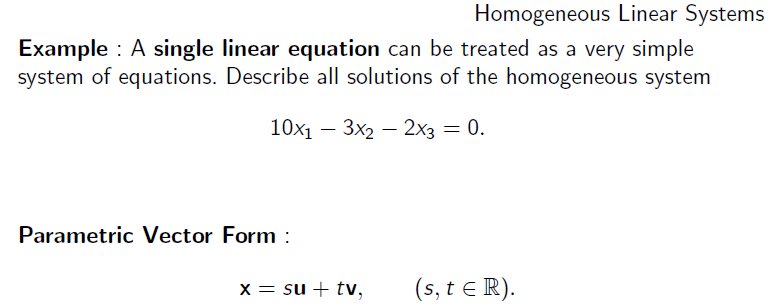 Homogeneous Linear Systems
Example : A single linear equation can be treated as a very simple
system of equations. Describe all solutions of the homogeneous system
10x₁ − 3x₂ − 2x₃ = 0.
Parametric Vector Form :
x = su + tv, (s, t ∈ ℝ).